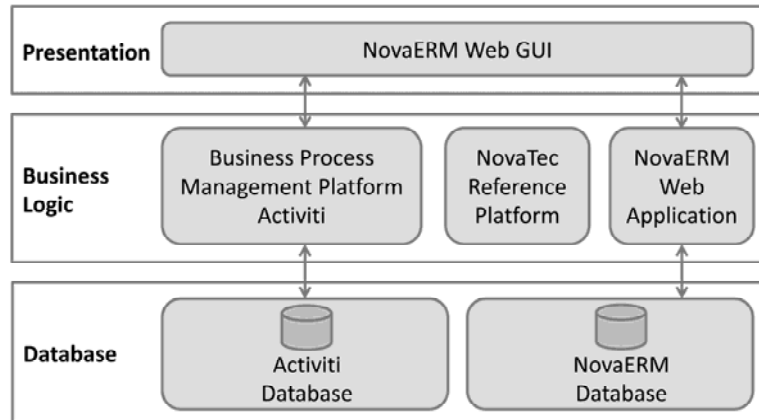 Presentation
NovaERM Web GUI
Business
Logic
Business Process
Management Platform
Activiti
NovaTec
Reference
Platform
NovaERM
Web
Application
Database
Activiti
Database
NovaERM
Database